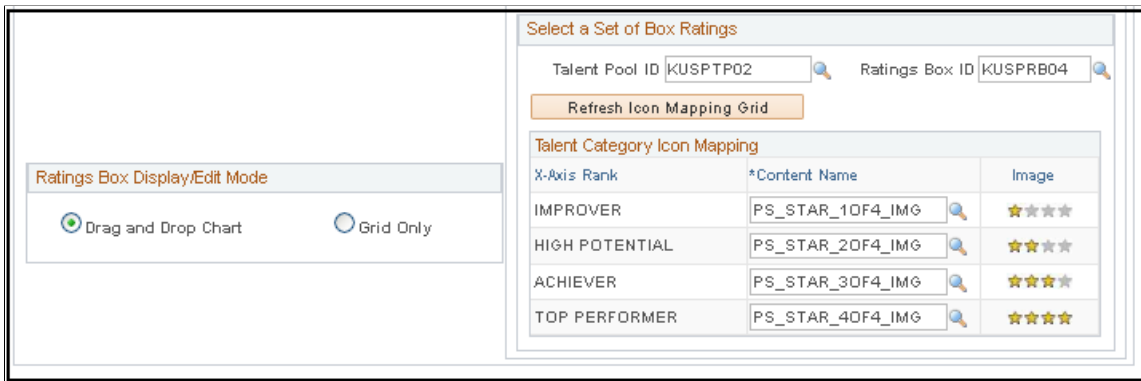 Select a Set of Box Ratings
Talent Pool ID KUSPTP02 Ratings Box ID KUSPRB04
Refresh Icon Mapping Grid
Talent Category Icon Mapping
X-Axis Rank *Content Name Image
IMPROVER PS_STAR_1OF4_IMG
HIGH POTENTIAL PS_STAR_2OF4_IMG
ACHIEVER PS_STAR_3OF4_IMG
TOP PERFORMER PS_STAR_4OF4_IMG
Ratings Box Display/Edit Mode
Drag and Drop Chart Grid Only